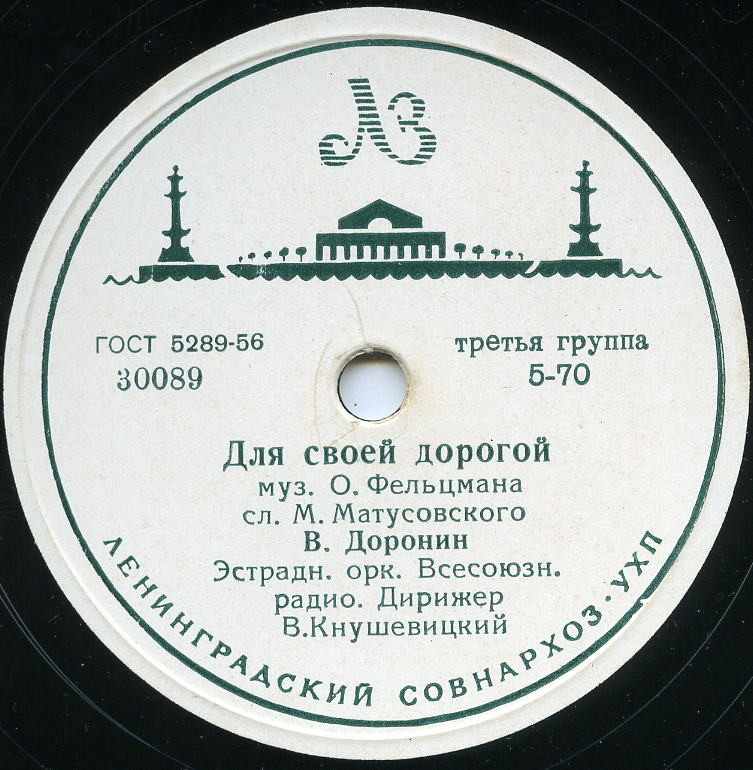 ЛЗ
ГОСТ 5289-56
30089
третья группа
5-70
Для своей дорогой
муз. О. Фельцмана
сл. М. Матусовского
В. Доронин
Эстрадн. орк. Всесоюзн.
радио. Дирижер
В.Кнушевицкий
ЛЕНИНГРАДСКИЙ СОВНАРХОЗ·УХП